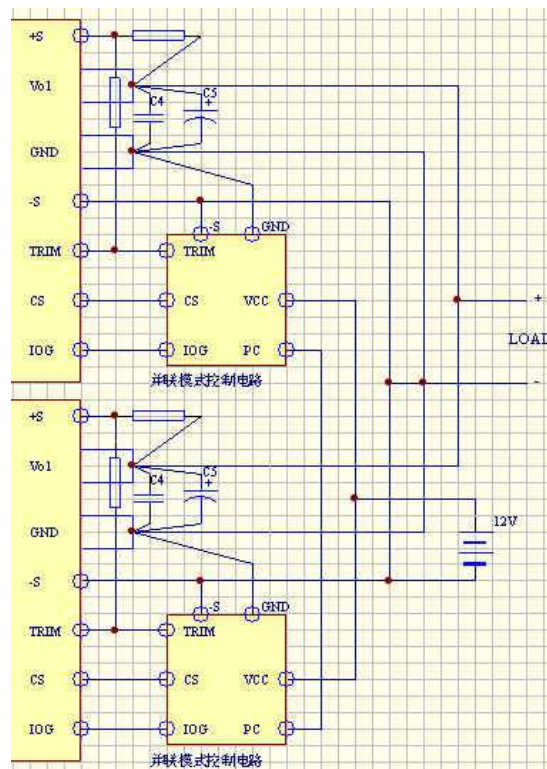 +S
Vo1
C4
C5
+
GND
-S
-S
GND
TRIM
TRIM
CS
CS
VCC
+
LOAD
IOG
IOG
PC
-
并联模式控制电路
+S
Vo1
C4
C5
+
12V
GND
-S
-S
GND
TRIM
TRIM
CS
CS
VCC
IOG
IOG
PC
并联模式控制电路